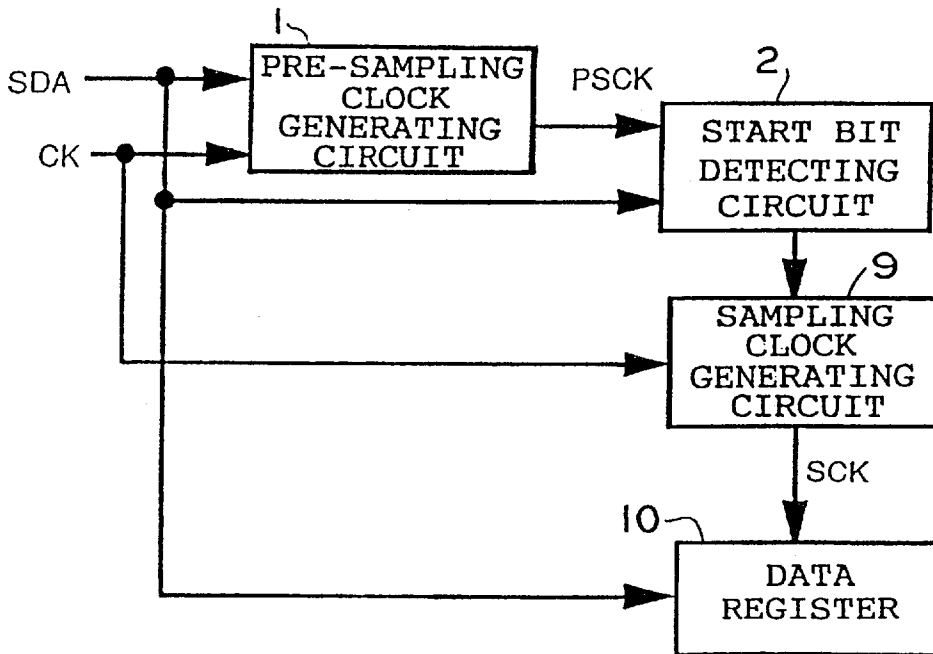 1
SDA
PRE-SAMPLING
CLOCK
GENERATING
CIRCUIT
PSCK
2
CK
START BIT
DETECTING
CIRCUIT
9
SAMPLING
CLOCK
GENERATING
CIRCUIT
SCK
10
DATA
REGISTER